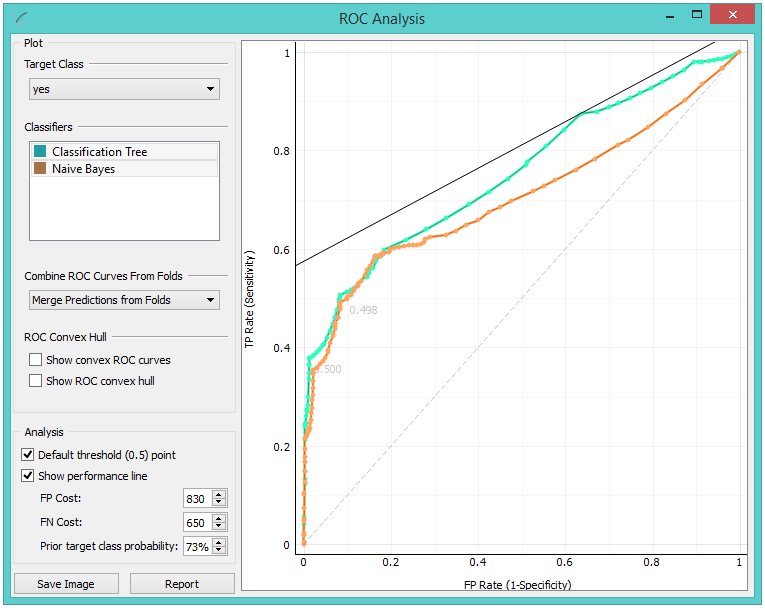 ROC Analysis
Plot
Target Class
yes
Classifiers
Classification Tree
Naive Bayes
Combine ROC Curves From Folds
Merge Predictions from Folds
ROC Convex Hull
Show convex ROC curves
Show ROC convex hull
Analysis
Default threshold (0.5) point
Show performance line
FP Cost: 830
FN Cost: 650
Prior target class probability: 73%
Save Image Report
TP Rate (Sensitivity)
1
0.8
0.6
0.4
0.2
0
0.498
.500
0 0.2 0.4 0.6 0.8 1
FP Rate (1-Specificity)